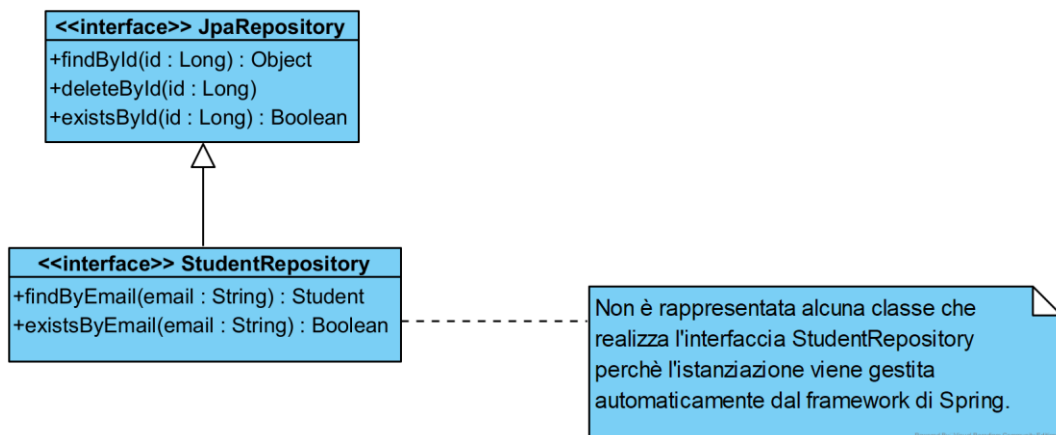 <<interface>> JpaRepository
+findById(id : Long) : Object
+deleteById(id : Long)
+existsById(id : Long) : Boolean
<<interface>> StudentRepository
+findByEmail(email : String) : Student
+existsByEmail(email : String) : Boolean
Non è rappresentata alcuna classe che
realizza l'interfaccia StudentRepository
perchè l'istanziazione viene gestita
automaticamente dal framework di Spring.